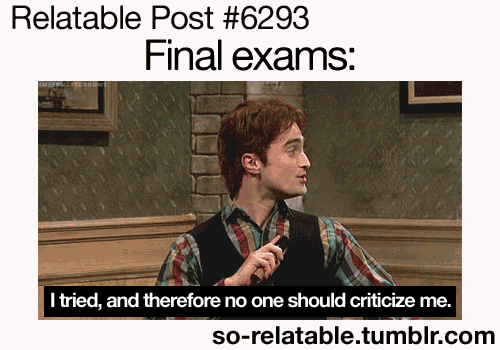 Relatable Post #6293
Final exams:
I tried, and therefore no one should criticize me.
so-relatable.tumblr.com